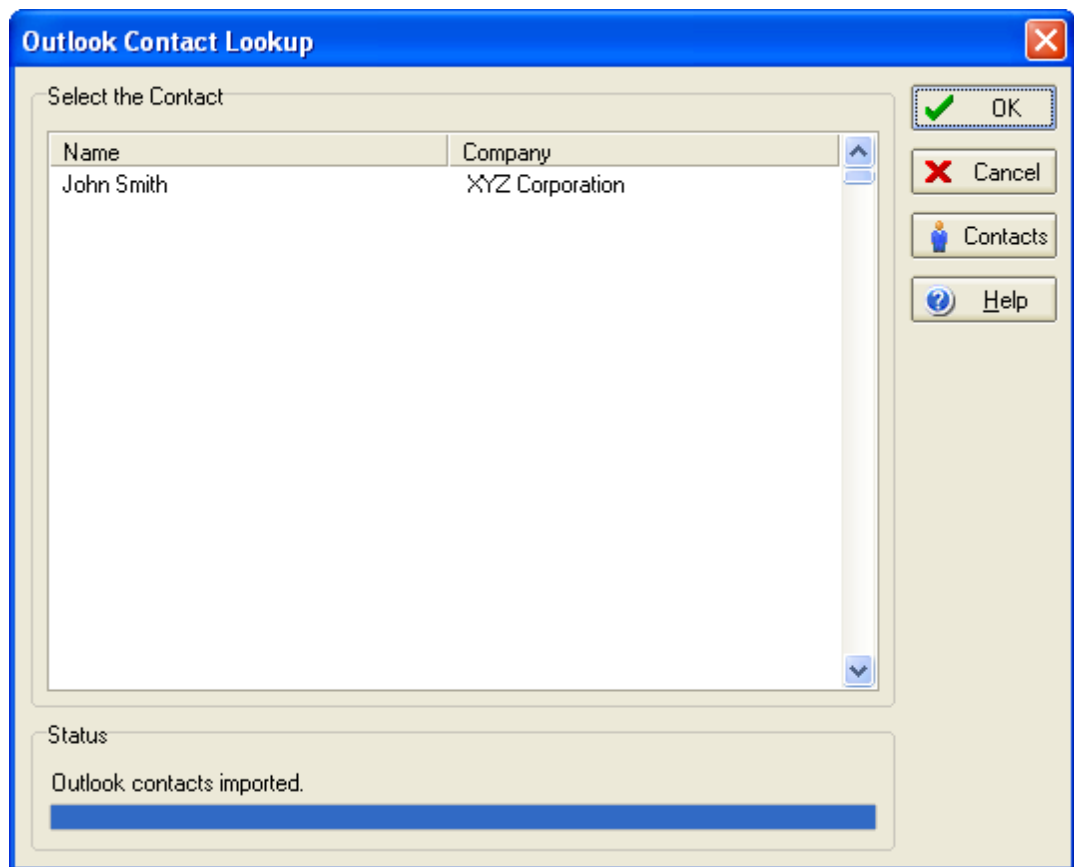 Outlook Contact Lookup
Select the Contact
Name Company
John Smith XYZ Corporation
OK
Cancel
Contacts
Help
Status
Outlook contacts imported.